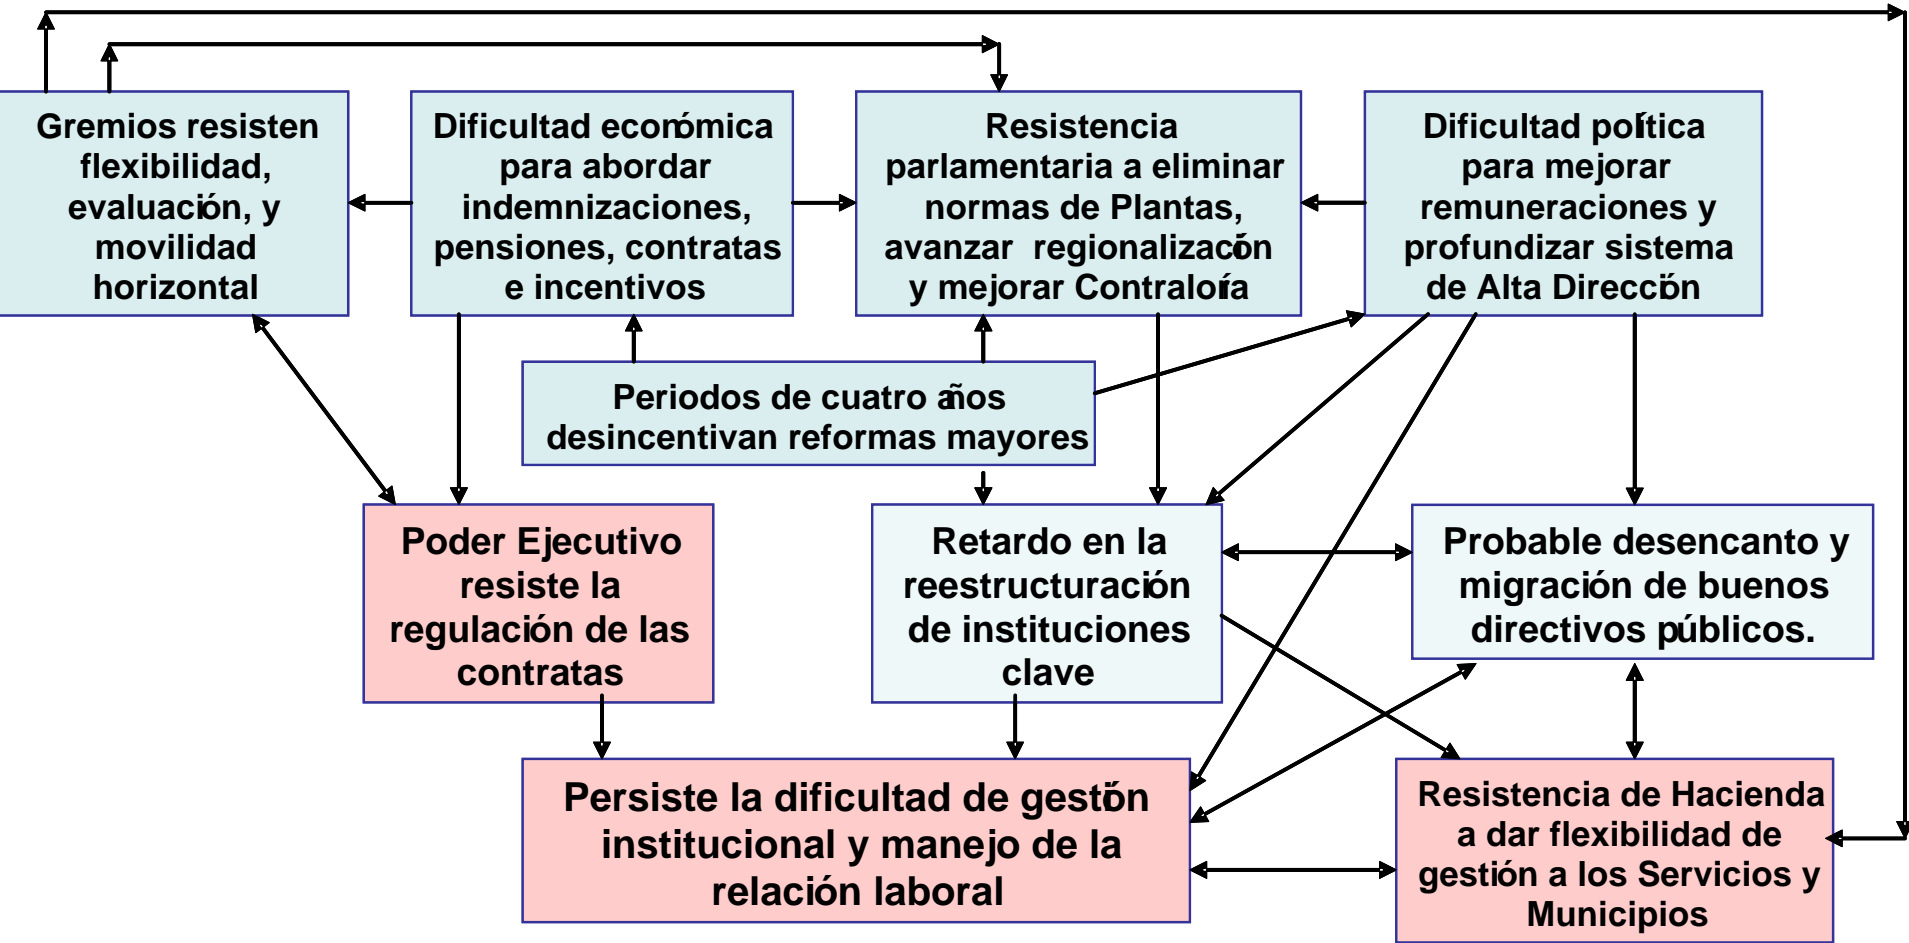 Gremios resisten
flexibilidad,
evaluación, y
movilidad
horizontal
Dificultad económica
para abordar
indemnizaciones,
pensiones, contratas
e incentivos
Resistencia
parlamentaria a eliminar
normas de Plantas,
avanzar regionalización
y mejorar Contraloría
Dificultad política
para mejorar
remuneraciones y
profundizar sistema
de Alta Dirección
Periodos de cuatro años
desincentivan reformas mayores
Poder Ejecutivo
resiste la
regulación de las
contratas
Retardo en la
reestructuración
de instituciones
clave
Probable desencanto y
migración de buenos
directivos públicos.
Persiste la dificultad de gestión
institucional y manejo de la
relación laboral
Resistencia de Hacienda
a dar flexibilidad de
gestión a los Servicios y
Municipios